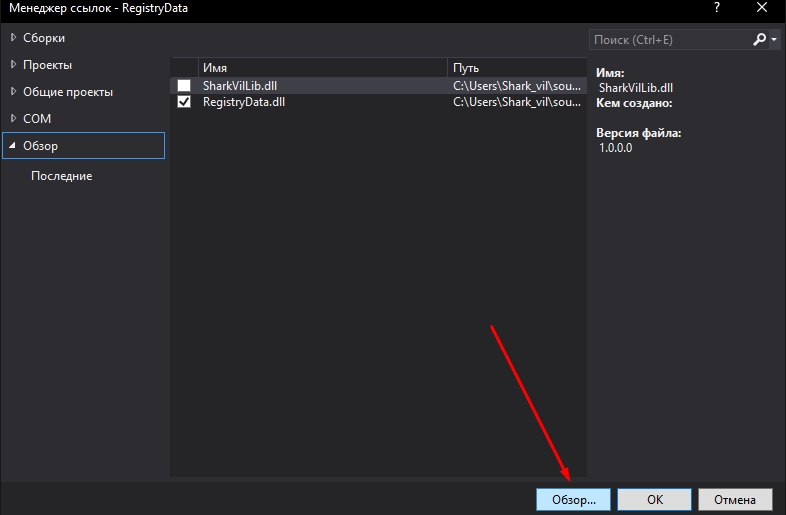 Менеджер ссылок - RegistryData
? ×
Сборки
Проекты
Общие проекты
COM
Обзор
Последние
Имя Путь
SharkVilLib.dll C:\Users\Shark_vil\sou...
RegistryData.dll C:\Users\Shark_vil\sou...
Поиск (Ctrl+E)
Имя:
SharkVilLib.dll
Кем создано:
Версия файла:
1.0.0.0
Обзор... OK Отмена